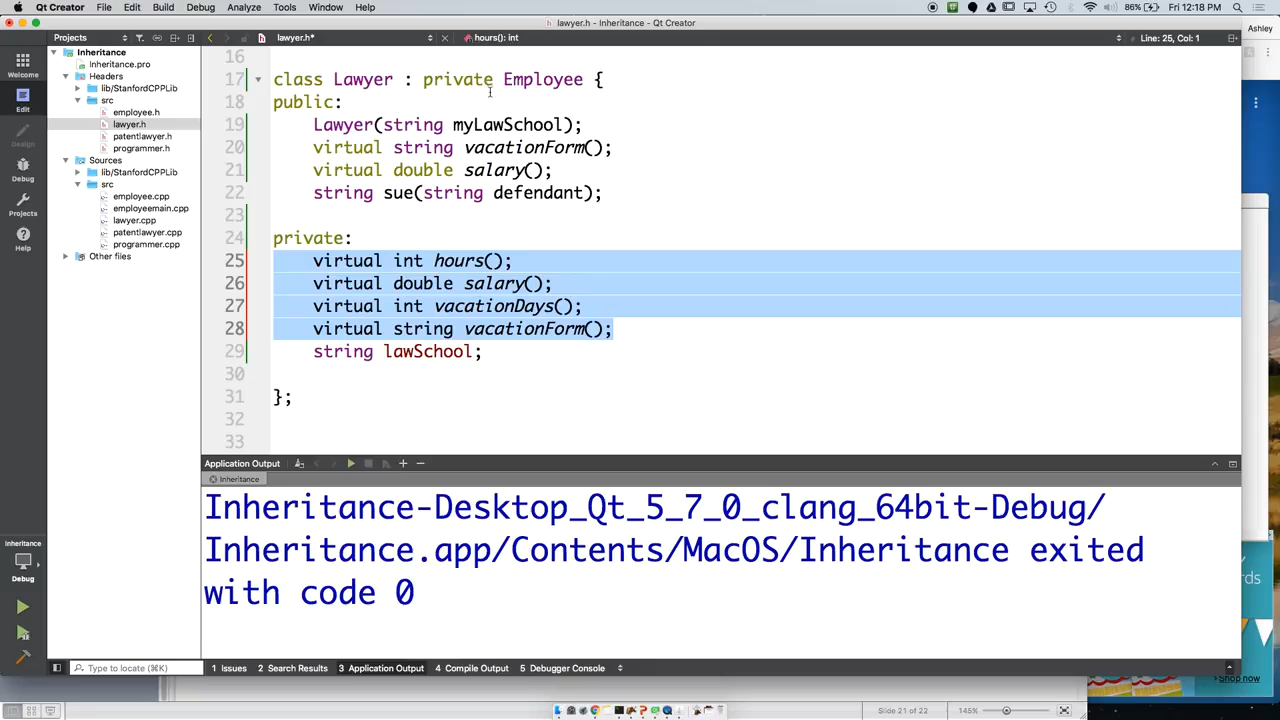 Qt Creator File Edit Build Debug Analyze Tools Window Help 86% Fri 12:18 PM
lawyer.h - Inheritance - Qt Creator
Ashley
Projects lawyer.h* hours(): int Line: 25, Col: 1
Welcome
Edit
Design
Debug
Projects
Help
Inheritance
Debug
Inheritance
Inheritance.pro
Headers
lib/StanfordCPPLib
src
employee.h
lawyer.h
patentlawyer.h
programmer.h
Sources
lib/StanfordCPPLib
src
employee.cpp
employeemain.cpp
lawyer.cpp
patentlawyer.cpp
programmer.cpp
Other files
16
17 class Lawyer : private Employee {
18 public:
19 Lawyer(string myLawSchool);
20 virtual string vacationForm();
21 virtual double salary();
22 string sue(string defendant);
23
24 private:
25 virtual int hours();
26 virtual double salary();
27 virtual int vacationDays();
28 virtual string vacationForm();
29 string lawSchool;
30
31 };
32
33
Application Output
Inheritance
Inheritance-Desktop_Qt_5_7_0_clang_64bit-Debug/
Inheritance.app/Contents/MacOS/Inheritance exited
with code 0
rds
Shop now
Type to locate (⌘K) 1 Issues 2 Search Results 3 Application Output 4 Compile Output 5 Debugger Console
Slide 21 of 22 145%